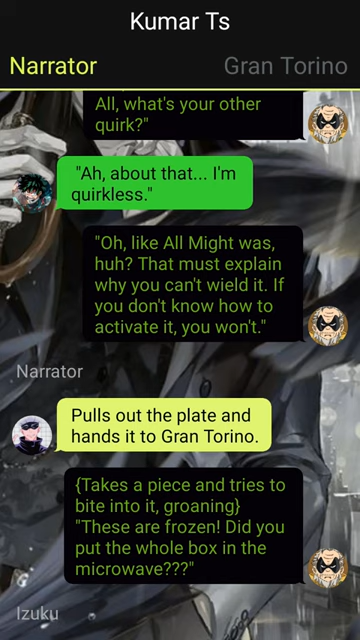 Kumar Ts
Narrator
Gran Torino
All, what's your other
quirk?"
"Ah, about that... I'm
quirkless."
"Oh, like All Might was,
huh? That must explain
why you can't wield it. If
you don't know how to
activate it, you won't."
Narrator
Pulls out the plate and
hands it to Gran Torino.
{Takes a piece and tries to
bite into it, groaning}
"These are frozen! Did you
put the whole box in the
microwave???"
Izuku